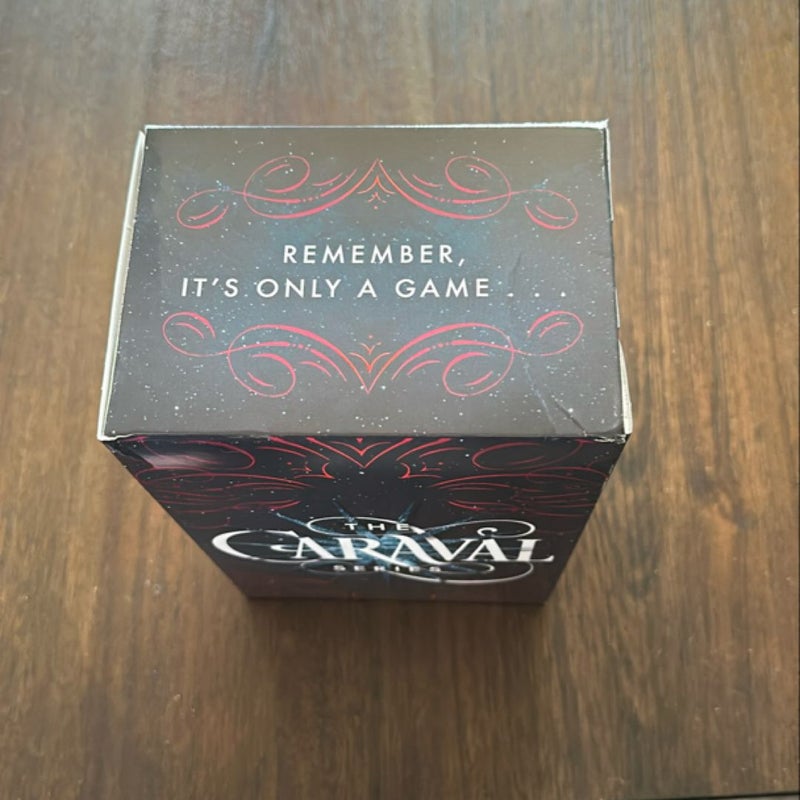 REMEMBER,
IT'S ONLY A GAME . . .
THE
CARAVAL
SERIES